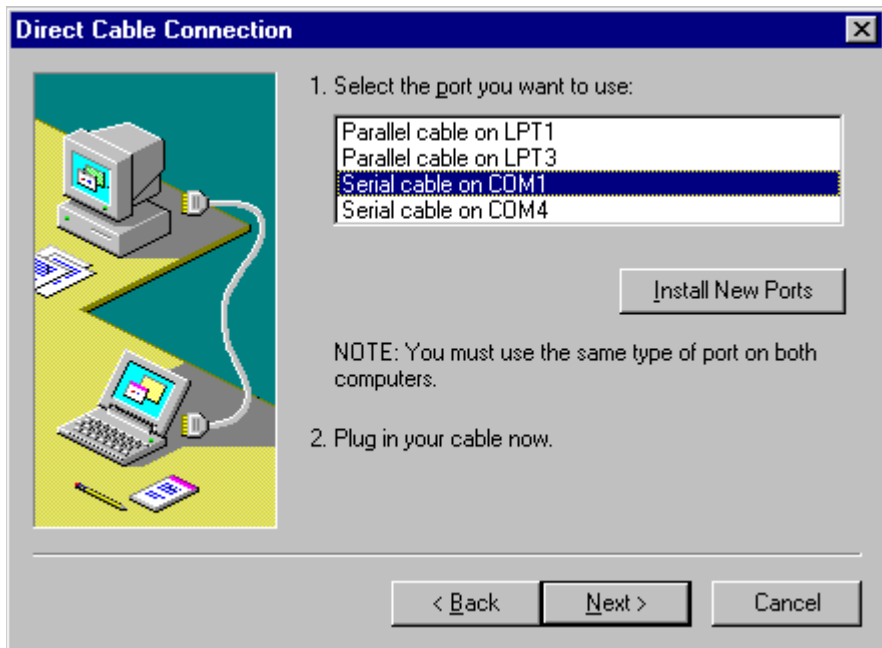 Direct Cable Connection
1. Select the port you want to use:
Parallel cable on LPT1
Parallel cable on LPT3
Serial cable on COM1
Serial cable on COM4
Install New Ports
NOTE: You must use the same type of port on both
computers.
2. Plug in your cable now.
< Back
Next >
Cancel